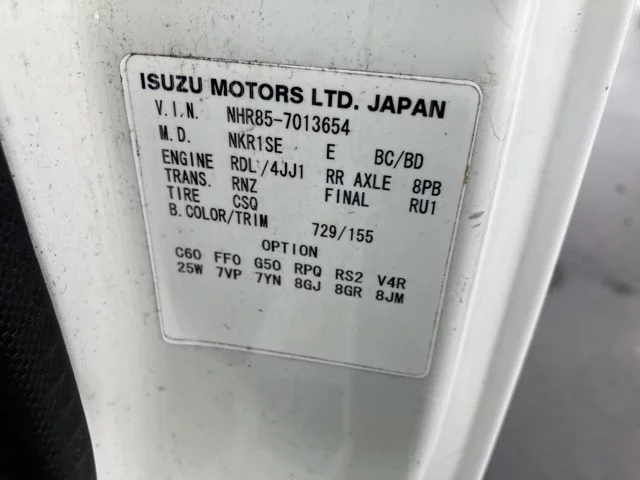 ISUZU MOTORS LTD. JAPAN
V.I.N. NHR85-7013654
M.D. NKR1SE E BC/BD
ENGINE RDL/4JJ1 RR AXLE 8PB
TRANS. RNZ FINAL RU1
TIRE CSQ
B.COLOR/TRIM 729/155
OPTION
C60 FF0 G50 RPQ RS2 V4R
25W 7VP 7YN 8GJ 8GR 8JM